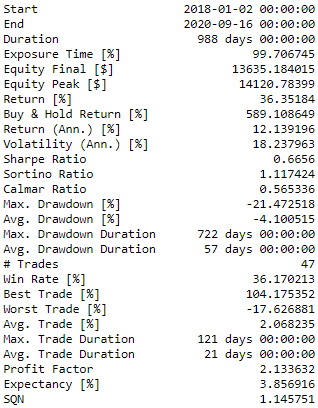 Start 2018-01-02 00:00:00
End 2020-09-16 00:00:00
Duration 988 days 00:00:00
Exposure Time [%] 99.706745
Equity Final [$] 13635.184015
Equity Peak [$] 14120.78399
Return [%] 36.35184
Buy & Hold Return [%] 589.108649
Return (Ann.) [%] 12.139196
Volatility (Ann.) [%] 18.237963
Sharpe Ratio 0.6656
Sortino Ratio 1.117424
Calmar Ratio 0.565336
Max. Drawdown [%] -21.472518
Avg. Drawdown [%] -4.100515
Max. Drawdown Duration 722 days 00:00:00
Avg. Drawdown Duration 57 days 00:00:00
# Trades 47
Win Rate [%] 36.170213
Best Trade [%] 104.175352
Worst Trade [%] -17.626881
Avg. Trade [%] 2.068235
Max. Trade Duration 121 days 00:00:00
Avg. Trade Duration 21 days 00:00:00
Profit Factor 2.133632
Expectancy [%] 3.856916
SQN 1.145751